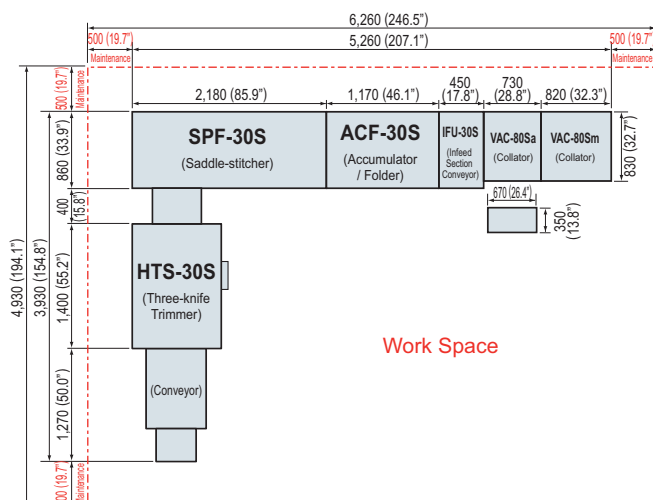 6,260 (246.5")
500 (19.7")
5,260 (207.1")
500 (19.7")
Maintenance
Maintenance
500 (19.7")
Maintenance
2,180 (85.9")
1,170 (46.1")
450
(17.8")
730
(28.8")
820 (32.3")
SPF-30S
(Saddle-stitcher)
ACF-30S
(Accumulator
/ Folder)
IFU-30S
(Infeed
Section
Conveyor)
VAC-80Sa
(Collator)
VAC-80Sm
(Collator)
830 (32.7")
860 (33.9")
400
(15.8")
670 (26.4")
350
(13.8")
4,930 (194.1")
3,930 (154.8")
1,400 (55.2")
HTS-30S
(Three-knife
Trimmer)
Work Space
1,270 (50.0")
(Conveyor)
500 (19.7")
Maintenance